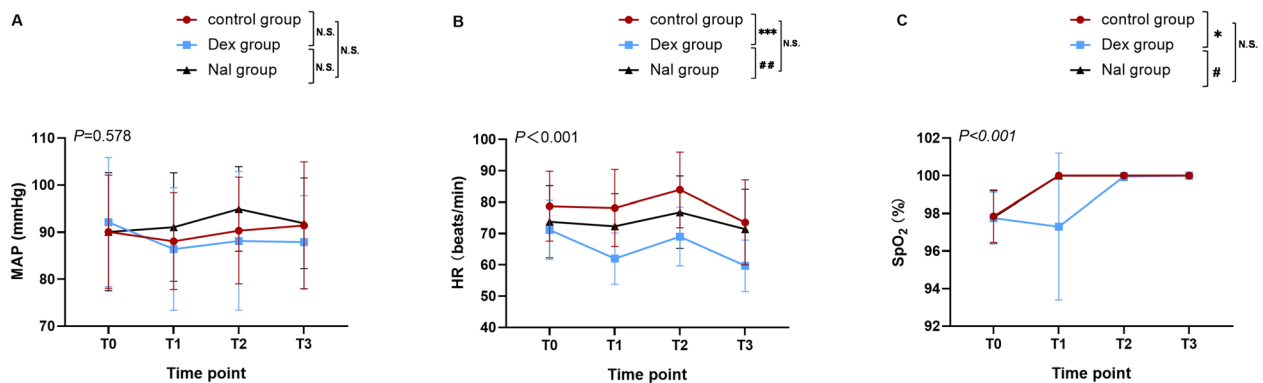 A
control group
Dex group
Nal group
N.S.
N.S.
N.S.
P=0.578
MAP (mmHg)
110
100
90
80
70
T0 T1 T2 T3
Time point
B
control group
Dex group
Nal group
***
##
N.S.
P<0.001
HR (beats/min)
100
90
80
70
60
50
40
T0 T1 T2 T3
Time point
C
control group
Dex group
Nal group
*
#
N.S.
P<0.001
SpO₂ (%)
102
100
98
96
94
92
T0 T1 T2 T3
Time point